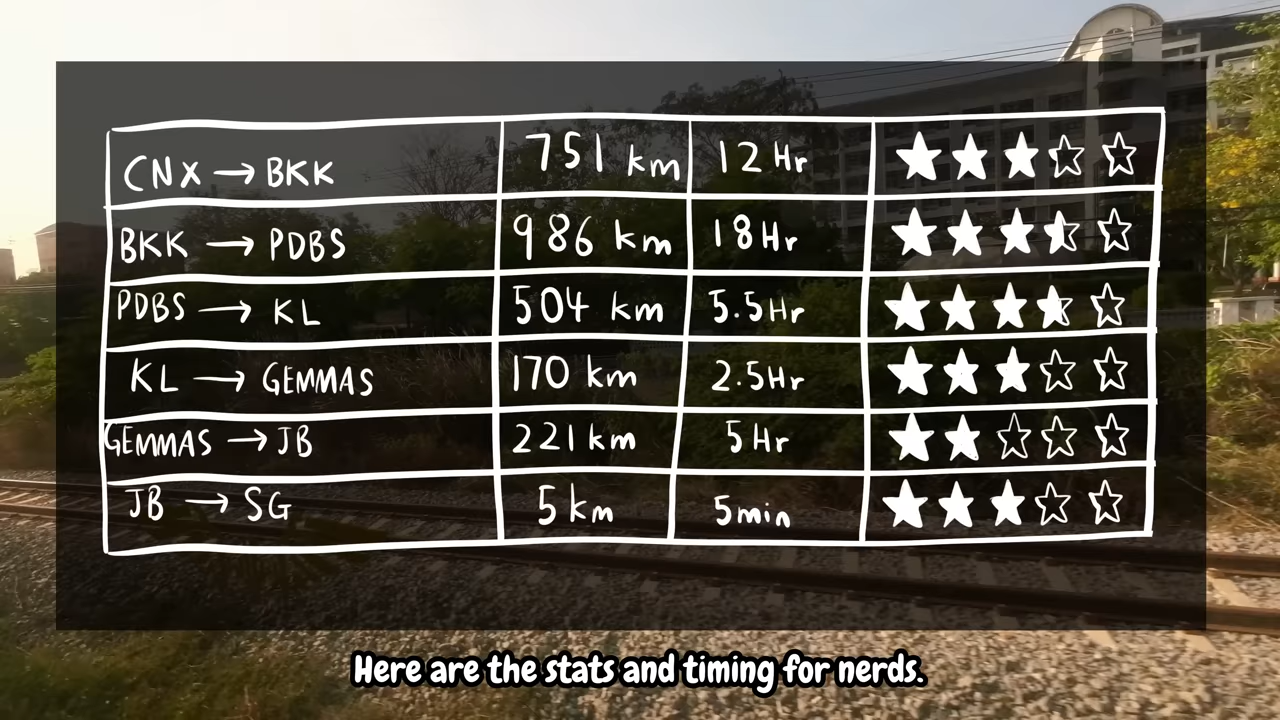 CNX → BKK 751 km 12 Hr ★★★☆☆
BKK → PDBS 986 km 18 Hr
PDBS → KL 504 km 5.5 Hr
KL → GEMMAS 170 km 2.5 Hr ★★★☆☆
GEMMAS → JB 221 km 5 Hr ★★☆☆☆
JB → SG 5 km 5 min ★★★☆☆
Here are the stats and timing for nerds.